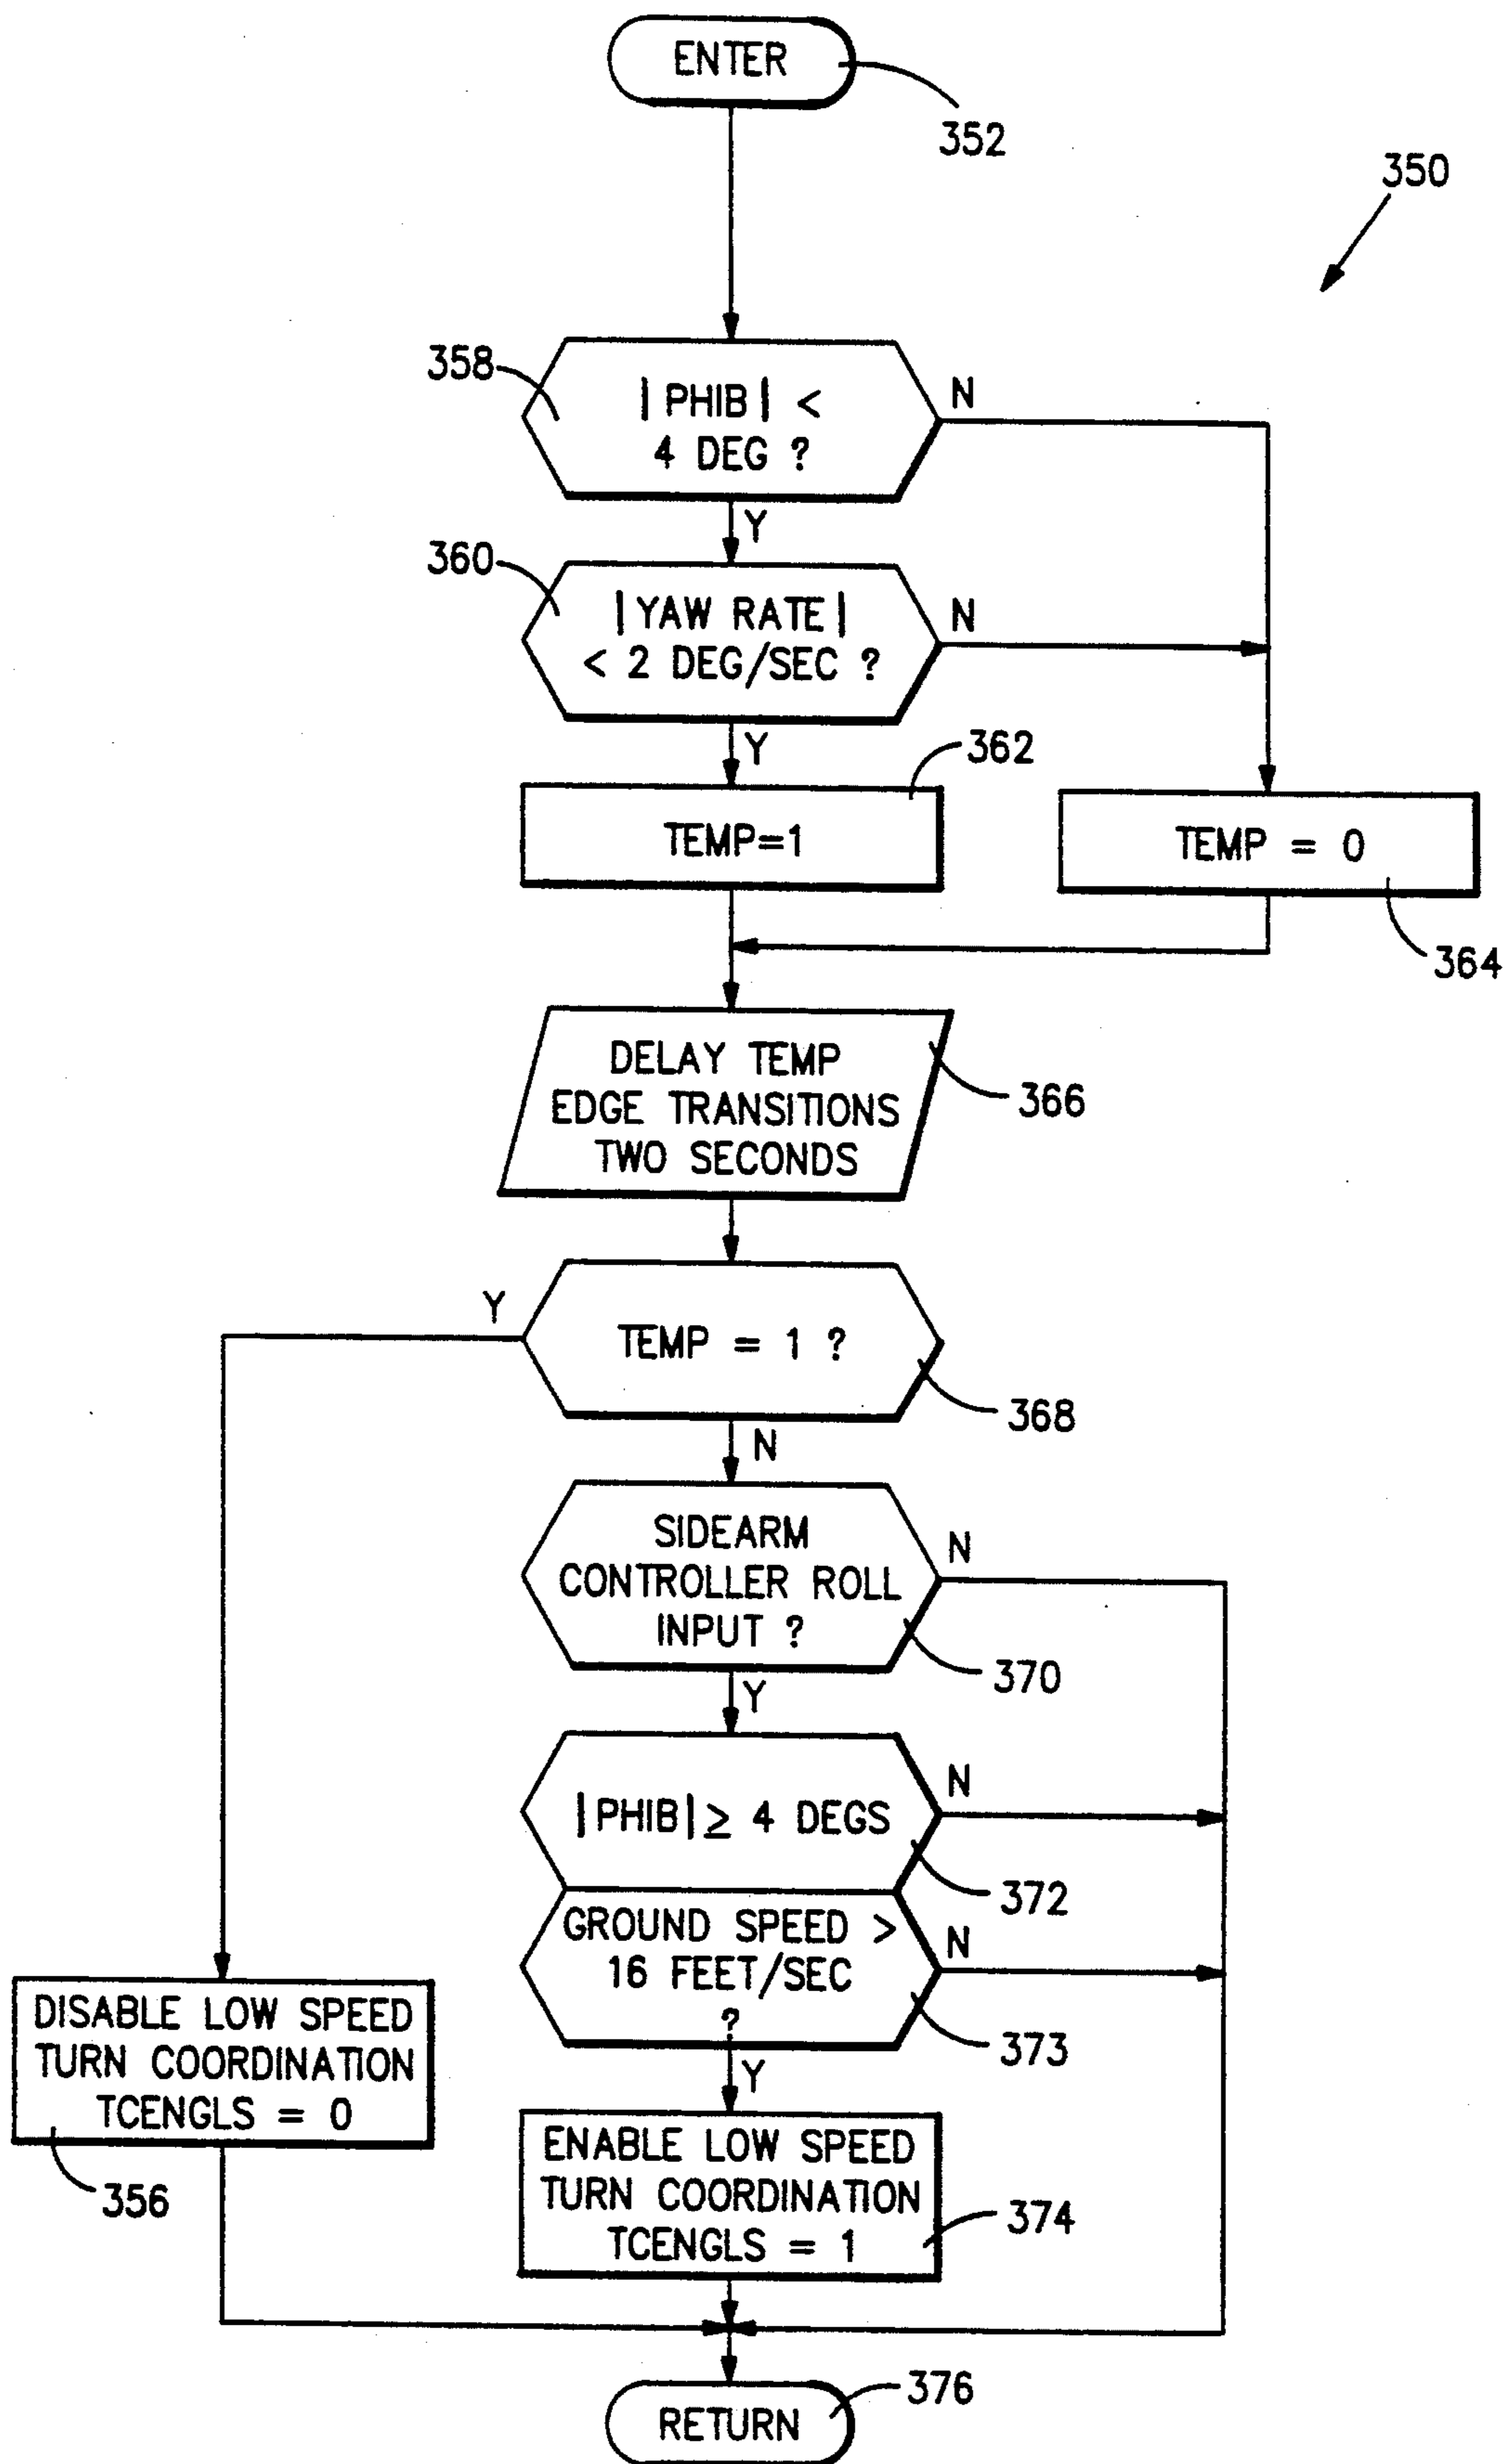 ENTER
352
350
358
|PHIB| <
4 DEG ?
N
Y
360
|YAW RATE|
< 2 DEG/SEC ?
N
Y
362
TEMP=1
TEMP = 0
364
DELAY TEMP
EDGE TRANSITIONS
TWO SECONDS
366
Y
TEMP = 1 ?
368
N
SIDEARM
CONTROLLER ROLL
INPUT ?
N
370
Y
|PHIB| ≥ 4 DEGS
N
372
GROUND SPEED >
16 FEET/SEC
?
N
373
Y
DISABLE LOW SPEED
TURN COORDINATION
TCENGLS = 0
356
ENABLE LOW SPEED
TURN COORDINATION
TCENGLS = 1
374
376
RETURN